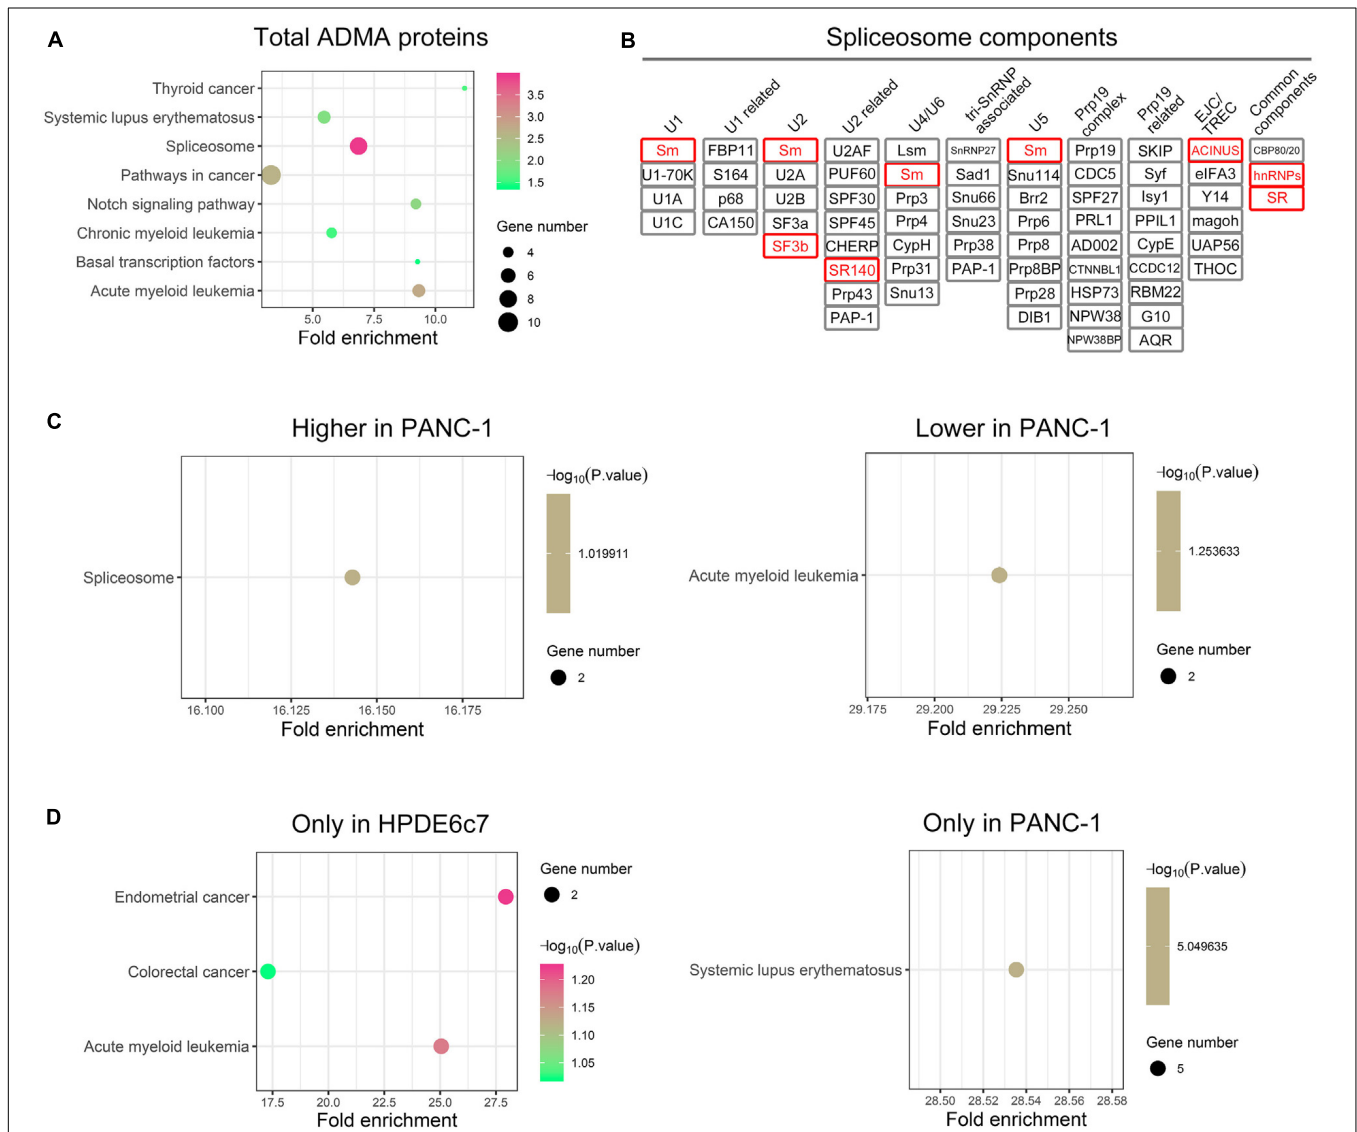 A
Total ADMA proteins
Thyroid cancer
Systemic lupus erythematosus
Spliceosome
Pathways in cancer
Notch signaling pathway
Chronic myeloid leukemia
Basal transcription factors
Acute myeloid leukemia
5.0 7.5 10.0
Fold enrichment
3.5
3.0
2.5
2.0
1.5
Gene number
4
6
8
10
B
Spliceosome components
U1
U1 related
U2
U2 related
U4/U6
tri-SnRNP associated
U5
Prp19 complex
Prp19 related
EJC/ TREC
Common components
Sm FBP11 Sm U2AF Lsm SnRNP27 Sm Prp19 SKIP ACINUS CBP80/20
U1-70K S164 U2A PUF60 Sm Sad1 Snu114 CDC5 Syf eIFA3 hnRNPs
U1A p68 U2B SPF30 Prp3 Snu66 Brr2 SPF27 Isy1 Y14 SR
U1C CA150 SF3a SPF45 Prp4 Snu23 Prp6 PRL1 PPIL1 magoh
SF3b CHERP CypH Prp38 Prp8 AD002 CypE UAP56
SR140 Prp31 PAP-1 Prp8BP CTNNBL1 CCDC12 THOC
Prp43 Snu13 Prp28 HSP73 RBM22
PAP-1 DIB1 NPW38 G10
NPW38BP AQR
C
Higher in PANC-1
Spliceosome
16.100 16.125 16.150 16.175
Fold enrichment
-log10(P.value)
1.019911
Gene number
2
Lower in PANC-1
Acute myeloid leukemia
29.175 29.200 29.225 29.250
Fold enrichment
-log10(P.value)
1.253633
Gene number
2
D
Only in HPDE6c7
Endometrial cancer
Colorectal cancer
Acute myeloid leukemia
17.5 20.0 22.5 25.0 27.5
Fold enrichment
Gene number
2
-log10(P.value)
1.20
1.15
1.10
1.05
Only in PANC-1
Systemic lupus erythematosus
28.50 28.52 28.54 28.56 28.58
Fold enrichment
-log10(P.value)
5.049635
Gene number
5